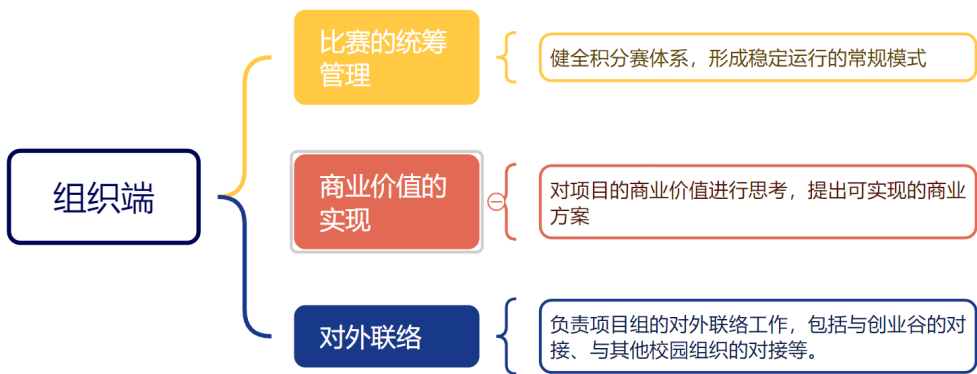 组织端
比赛的统筹
管理
健全积分赛体系，形成稳定运行的常规模式
商业价值的
实现
对项目的商业价值进行思考，提出可实现的商业
方案
对外联络
负责项目组的对外联络工作，包括与创业谷的对
接、与其他校园组织的对接等。